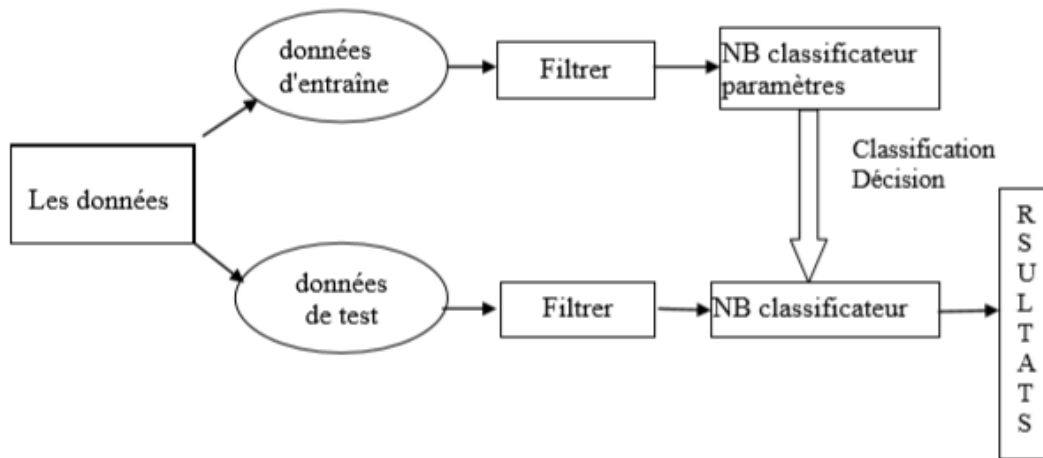 données
d'entraîne
Filtrer
NB classificateur
paramètres
Classification
Décision
Les données
données
de test
Filtrer
NB classificateur
R
S
U
L
T
A
T
S